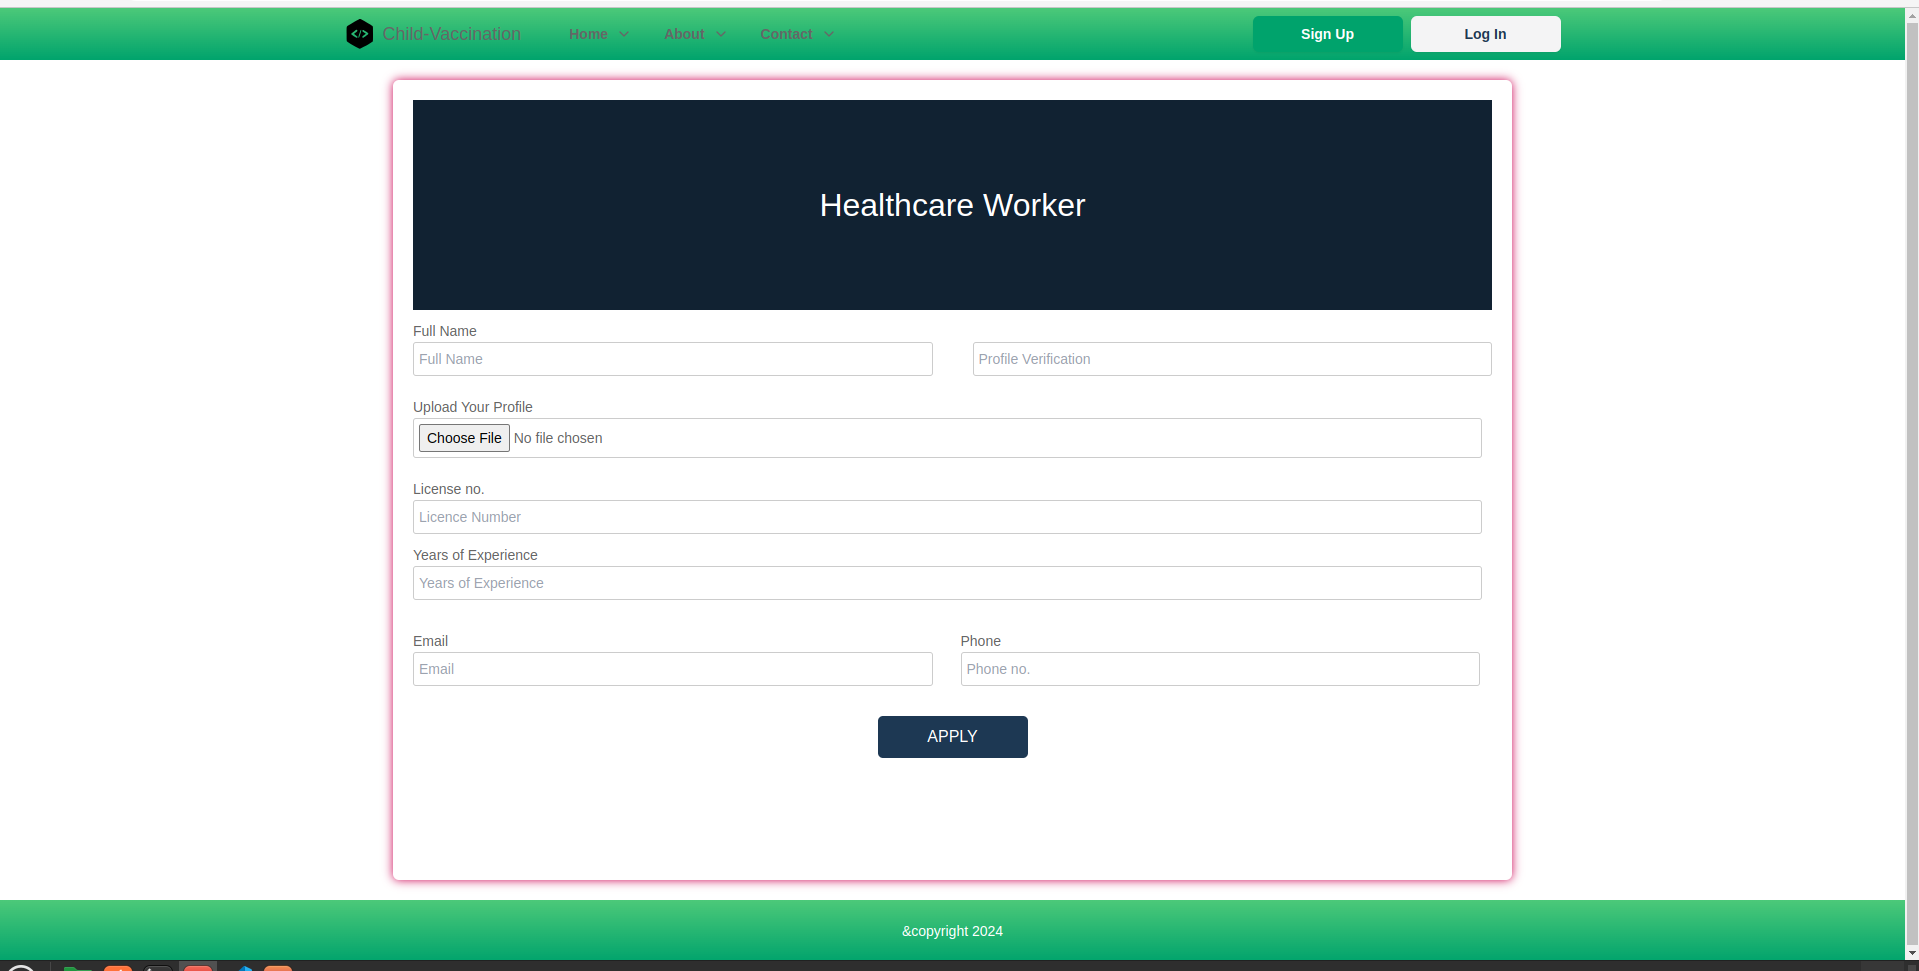 Child-Vaccination Home About Contact Sign Up Log In
Healthcare Worker
Full Name
Full Name Profile Verification
Upload Your Profile
Choose File No file chosen
License no.
Licence Number
Years of Experience
Years of Experience
Email Phone
Email Phone no.
APPLY
&copyright 2024